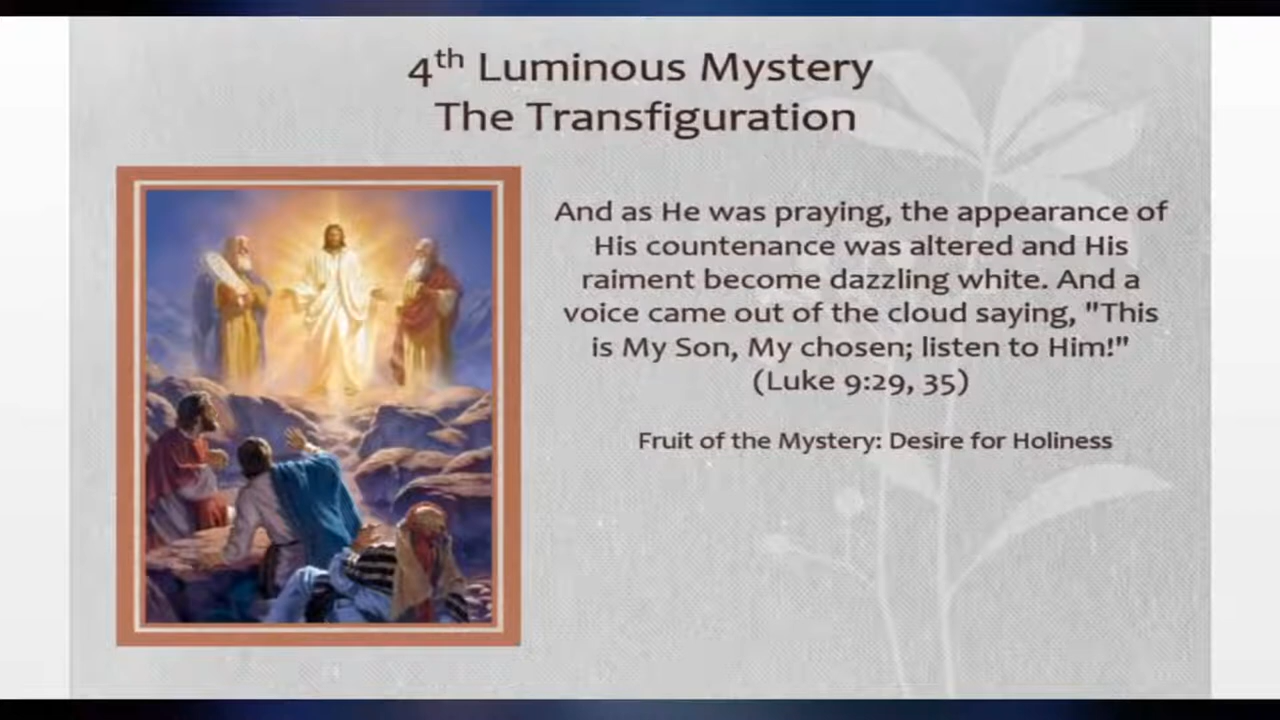 4th Luminous Mystery
The Transfiguration
And as He was praying, the appearance of
His countenance was altered and His
raiment become dazzling white. And a
voice came out of the cloud saying, "This
is My Son, My chosen; listen to Him!"
(Luke 9:29, 35)
Fruit of the Mystery: Desire for Holiness